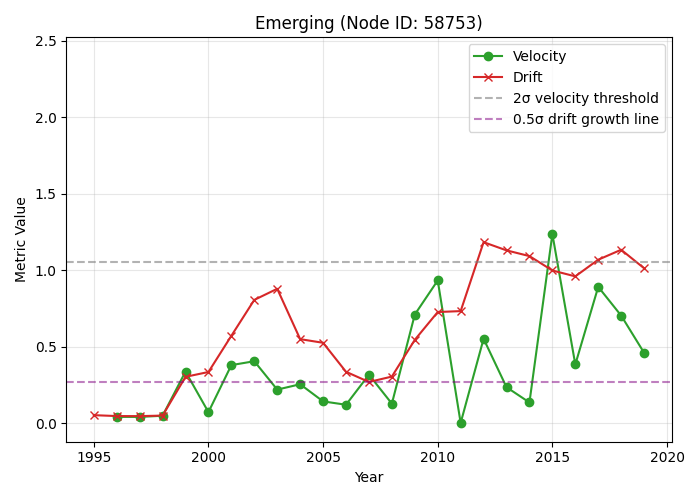 Emerging (Node ID: 58753)
2.5
2.0
1.5
1.0
0.5
0.0
Metric Value
Velocity
Drift
2σ velocity threshold
0.5σ drift growth line
1995
2000
2005
2010
2015
2020
Year